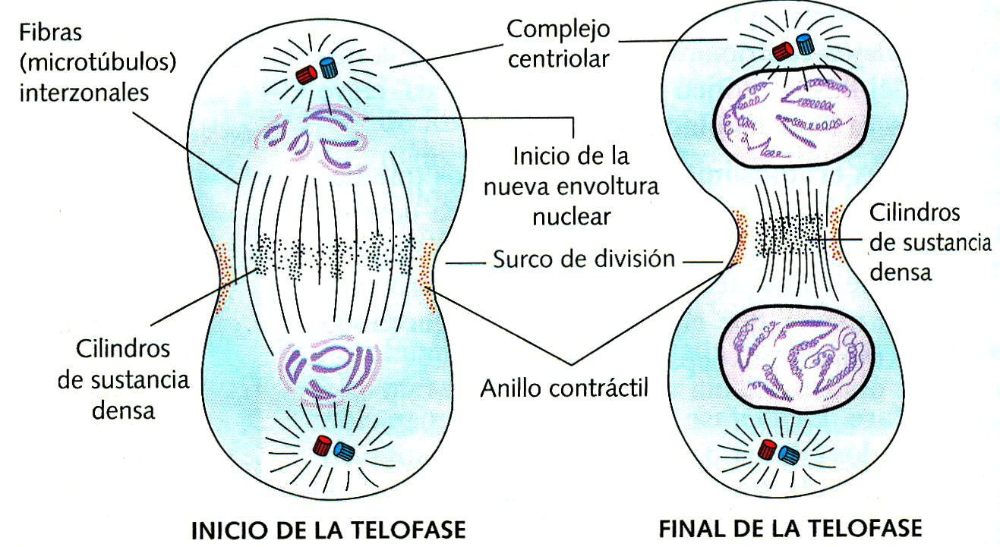 Fibras
(microtúbulos)
interzonales
Complejo
centriolar
Inicio de la
nueva envoltura
nuclear
Surco de división
Cilindros
de sustancia
densa
Cilindros
de sustancia
densa
Anillo contráctil
INICIO DE LA TELOFASE
FINAL DE LA TELOFASE